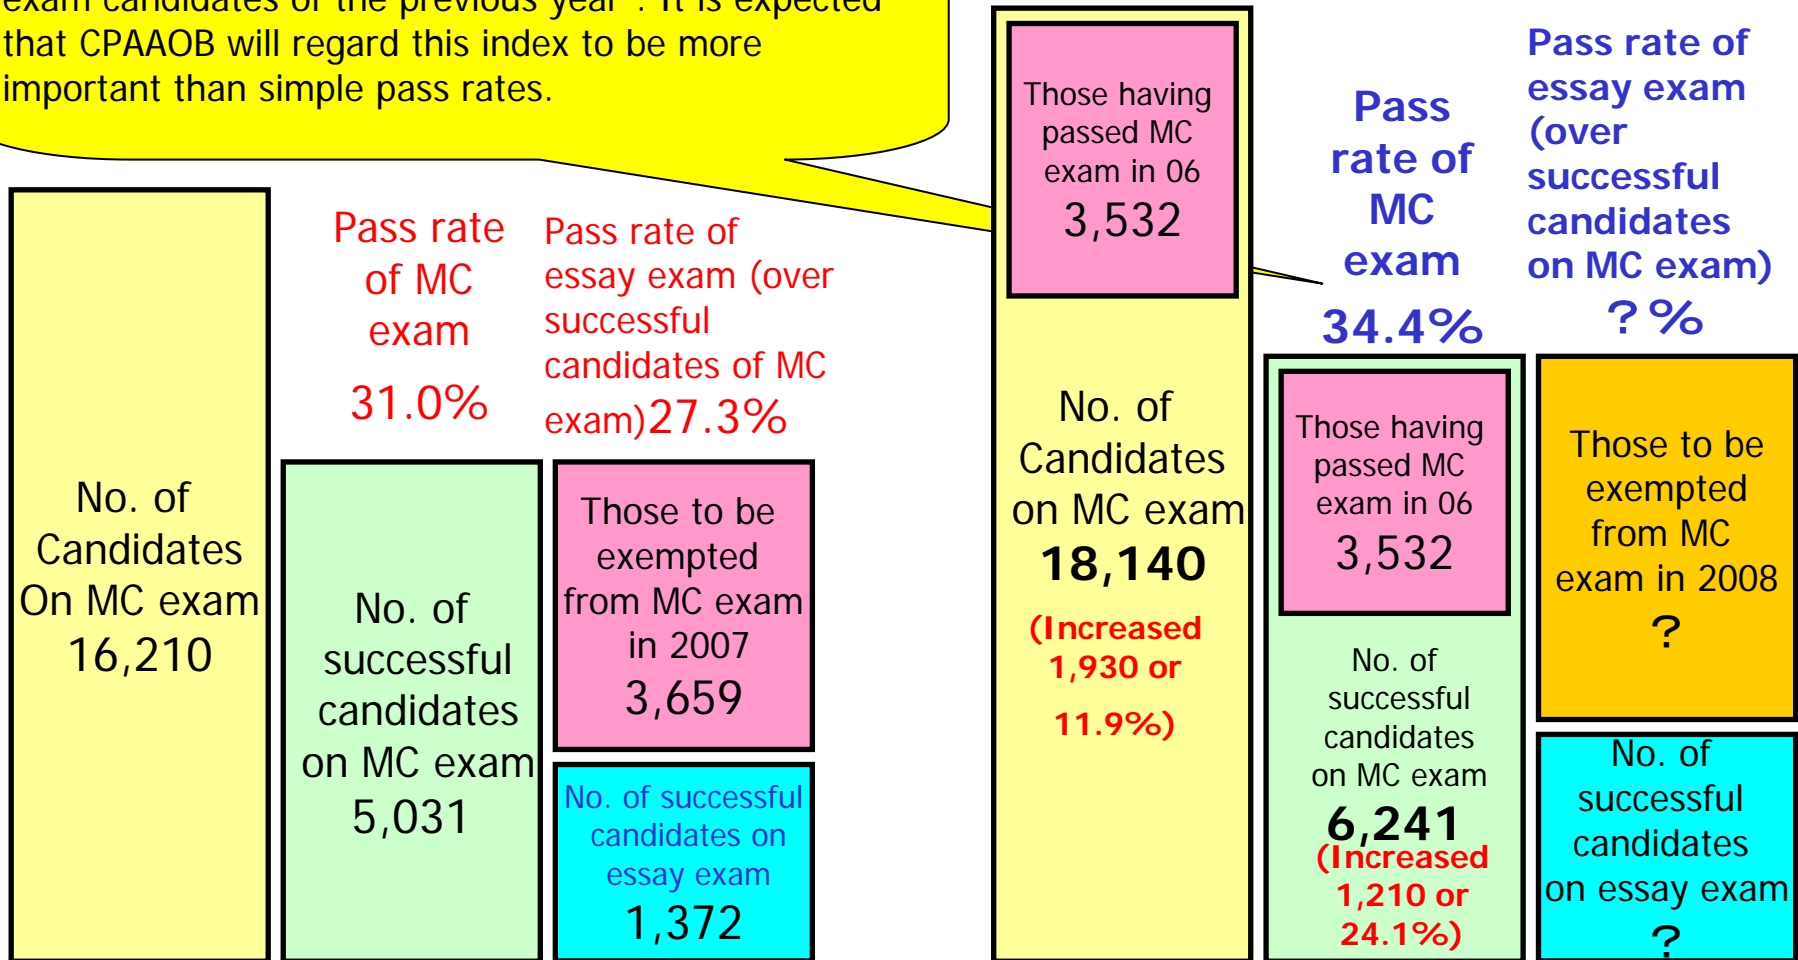 exam candidates of the previous year”. It is expected
that CPAAOB will regard this index to be more
important than simple pass rates.
No. of
Candidates
On MC exam
16,210
Pass rate
of MC
exam
31.0%
No. of
successful
candidates
on MC exam
5,031
Pass rate of
essay exam (over
successful
candidates of MC
exam)27.3%
Those to be
exempted
from MC exam
in 2007
3,659
No. of successful
candidates on
essay exam
1,372
Those having
passed MC
exam in 06
3,532
No. of
Candidates
on MC exam
18,140
(Increased
1,930 or
11.9%)
Pass
rate of
MC
exam
34.4%
Those having
passed MC
exam in 06
3,532
No. of
successful
candidates
on MC exam
6,241
(Increased
1,210 or
24.1%)
Pass rate of
essay exam
(over
successful
candidates
on MC exam)
?%
Those to be
exempted
from MC
exam in 2008
?
No. of
successful
candidates
on essay exam
?